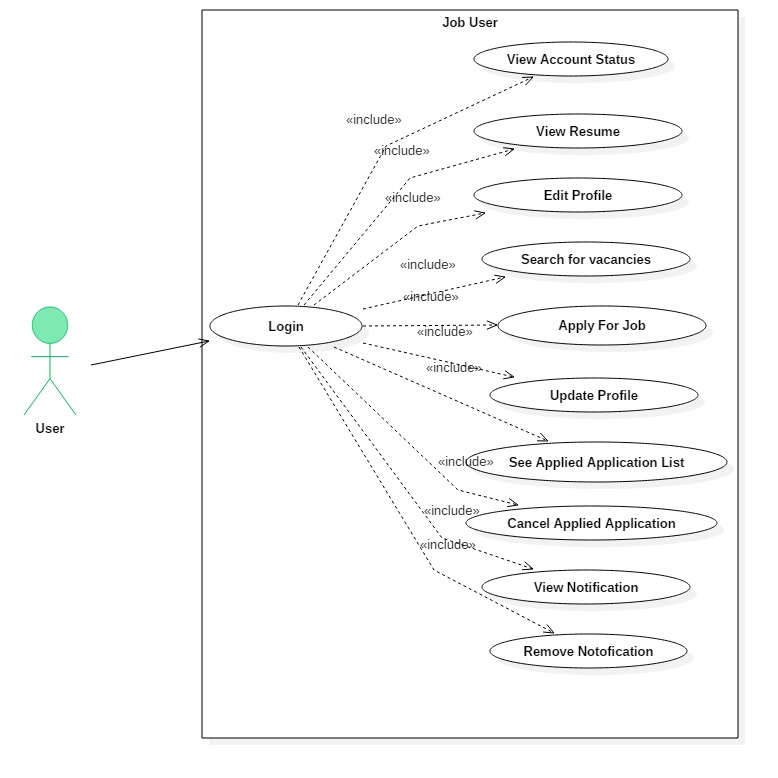 Job User
View Account Status
«include»
View Resume
«include»
Edit Profile
«include»
Search for vacancies
«include»
«include»
Login
Apply For Job
«include»
«include»
Update Profile
User
«include»
See Applied Application List
«include»
Cancel Applied Application
«include»
View Notification
Remove Notofication